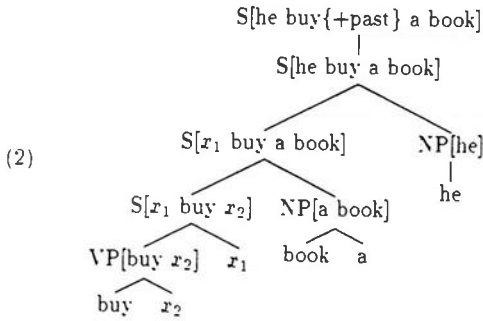 S[he buy{+past} a book]
S[he buy a book]
S[x₁ buy a book] NP[he]
(2)
he
S[x₁ buy x₂] NP[a book]
VP[buy x₂] x₁ book a
buy x₂